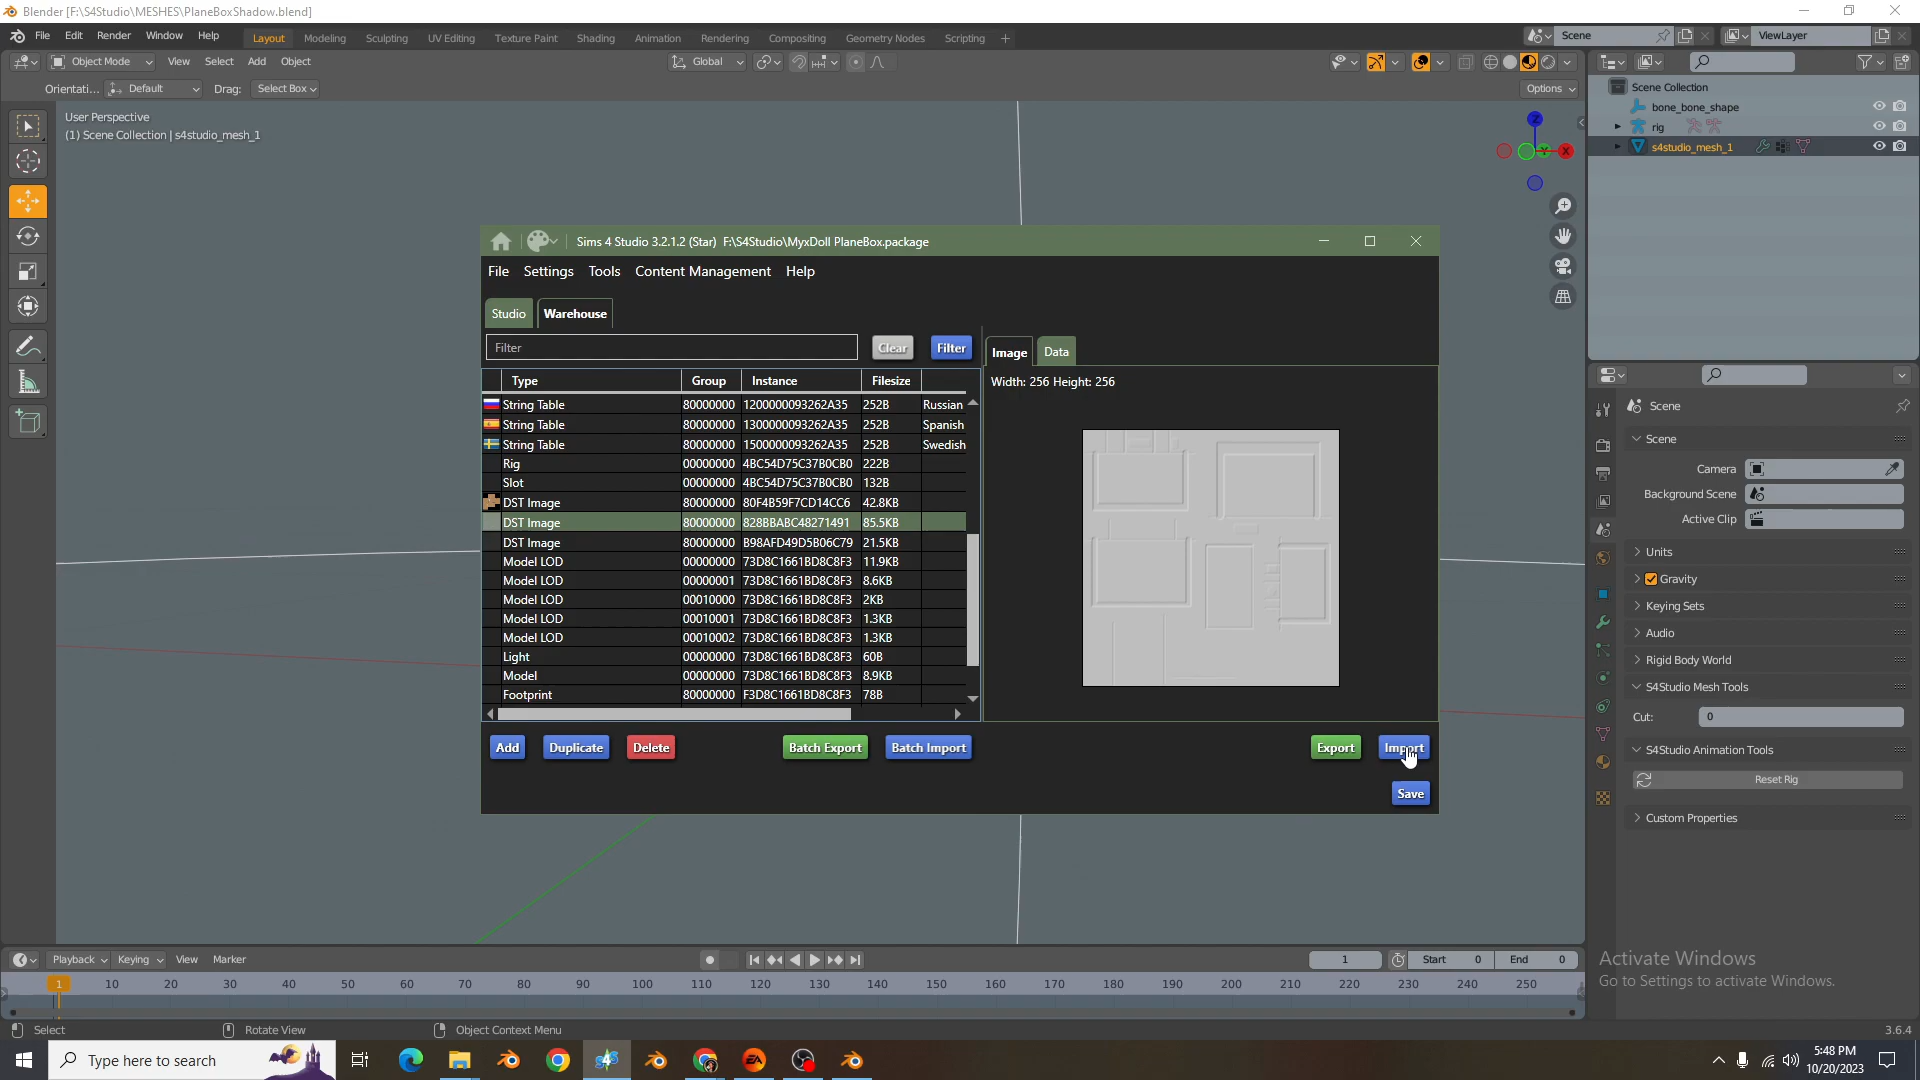 Blender [F:\S4Studio\MESHES\PlaneBoxShadow.blend]
File Edit Render Window Help Layout Modeling Sculpting UV Editing Texture Paint Shading Animation Rendering Compositing Geometry Nodes Scripting + Scene ViewLayer
Object Mode View Select Add Object Global
Orientati... Default Drag: Select Box Options
User Perspective
(1) Scene Collection | s4studio_mesh_1
Z
X
Scene Collection
bone_bone_shape
rig
s4studio_mesh_1
Sims 4 Studio 3.2.1.2 (Star) F:\S4Studio\MyxDoll PlaneBox.package
File Settings Tools Content Management Help
Studio Warehouse
Filter Clear Filter
Image Data
Width: 256 Height: 256
Type Group Instance Filesize
String Table 80000000 1200000093262A35 252B Russian
String Table 80000000 1300000093262A35 252B Spanish
String Table 80000000 1500000093262A35 252B Swedish
Rig 00000000 4BC54D75C37B0CB0 222B
Slot 00000000 4BC54D75C37B0CB0 132B
DST Image 80000000 80F4B59F7CD14CC6 42.8KB
DST Image 80000000 828BBABC48271491 85.5KB
DST Image 80000000 B98AFD49D5B06C79 21.5KB
Model LOD 00000000 73D8C1661BD8C8F3 11.9KB
Model LOD 00000001 73D8C1661BD8C8F3 8.6KB
Model LOD 00010000 73D8C1661BD8C8F3 2KB
Model LOD 00010001 73D8C1661BD8C8F3 1.3KB
Model LOD 00010002 73D8C1661BD8C8F3 1.3KB
Light 00000000 73D8C1661BD8C8F3 60B
Model 00000000 73D8C1661BD8C8F3 8.9KB
Footprint 80000000 F3D8C1661BD8C8F3 78B
Add Duplicate Delete Batch Export Batch Import Export Import
Save
Scene
Scene
Camera
Background Scene
Active Clip
Units
Gravity
Keying Sets
Audio
Rigid Body World
S4Studio Mesh Tools
Cut: 0
S4Studio Animation Tools
Reset Rig
Custom Properties
Activate Windows
Go to Settings to activate Windows.
Playback Keying View Marker 1 Start 0 End 0
1 10 20 30 40 50 60 70 80 90 100 110 120 130 140 150 160 170 180 190 200 210 220 230 240 250
Select Rotate View Object Context Menu 3.6.4
Type here to search
5:48 PM
10/20/2023